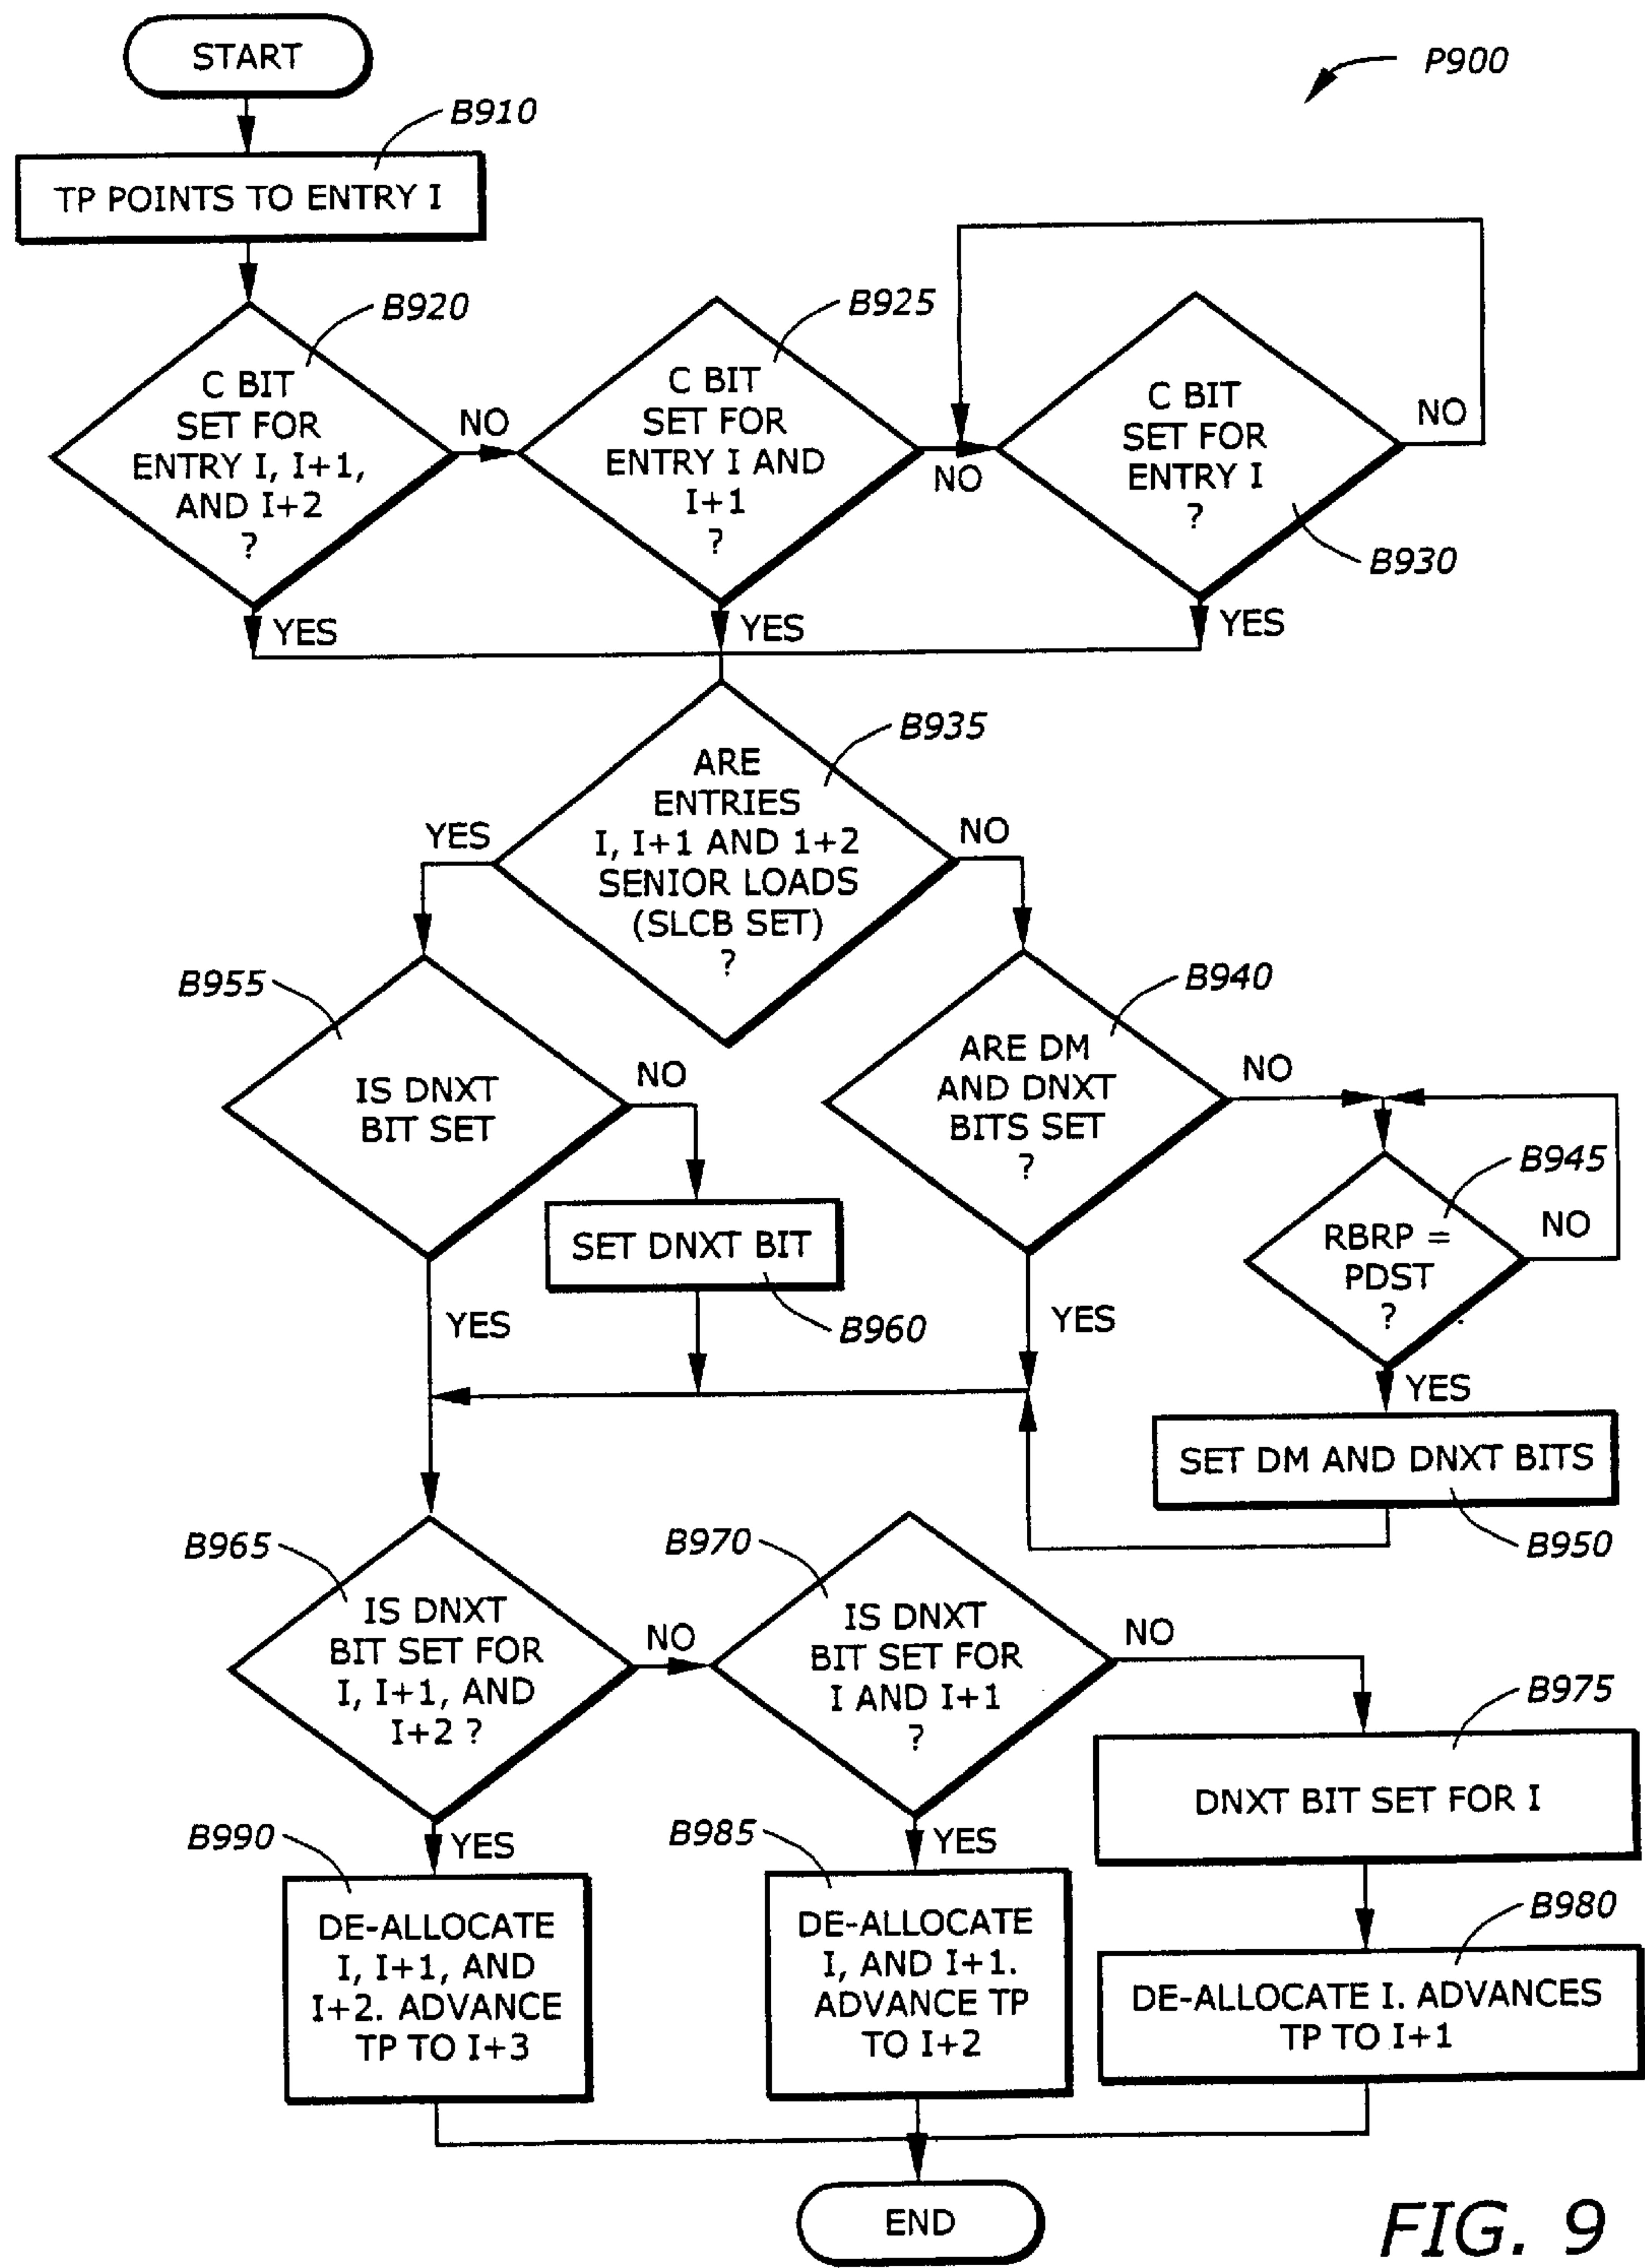 START
P900
B910
TP POINTS TO ENTRY I
B920
C BIT
SET FOR
ENTRY I, I+1,
AND I+2
?
NO
YES
B925
C BIT
SET FOR
ENTRY I AND
I+1
?
NO
YES
C BIT
SET FOR
ENTRY I
?
NO
B930
YES
B935
ARE
ENTRIES
I, I+1 AND 1+2
SENIOR LOADS
(SLCB SET)
?
YES
NO
B955
IS DNXT
BIT SET
NO
YES
SET DNXT BIT
B960
B940
ARE DM
AND DNXT
BITS SET
?
NO
YES
B945
RBRP =
PDST
?
NO
YES
SET DM AND DNXT BITS
B950
B965
IS DNXT
BIT SET FOR
I, I+1, AND
I+2 ?
NO
YES
B970
IS DNXT
BIT SET FOR
I AND I+1
?
NO
YES
B975
DNXT BIT SET FOR I
B990
DE-ALLOCATE
I, I+1, AND
I+2. ADVANCE
TP TO I+3
B985
DE-ALLOCATE
I, AND I+1.
ADVANCE TP
TO I+2
B980
DE-ALLOCATE I. ADVANCES
TP TO I+1
END
FIG. 9